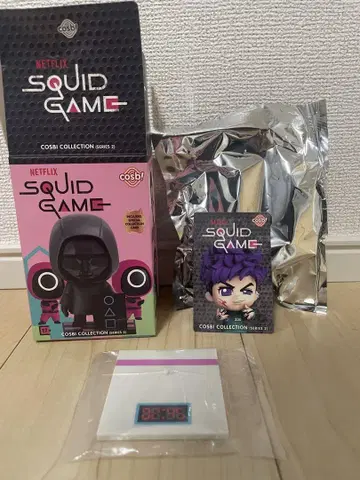 cosbi
NETFLIX
SQUID
GAME
COSBI COLLECTION (SERIES 2)
cosbi
NETFLIX
SQUID
GAME
COSBI COLLECTION (SERIES 2)
SQUID
GAME
COSBI COLLECTION (SERIES 2)